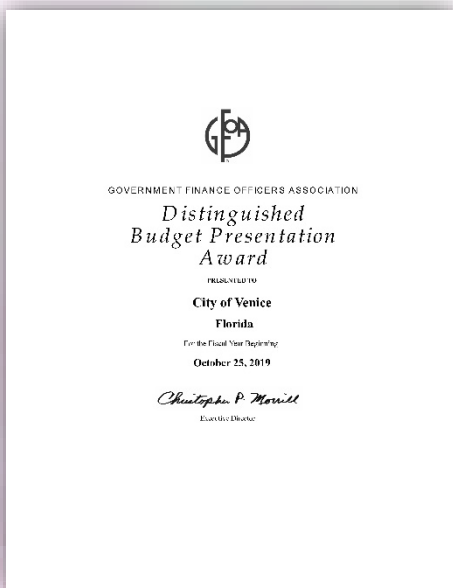 GFOA
GOVERNMENT FINANCE OFFICERS ASSOCIATION
Distinguished
Budget Presentation
Award
PRESENTED TO
City of Venice
Florida
For the Fiscal Year Beginning
October 25, 2019
Christopher P. Morrill
Executive Director